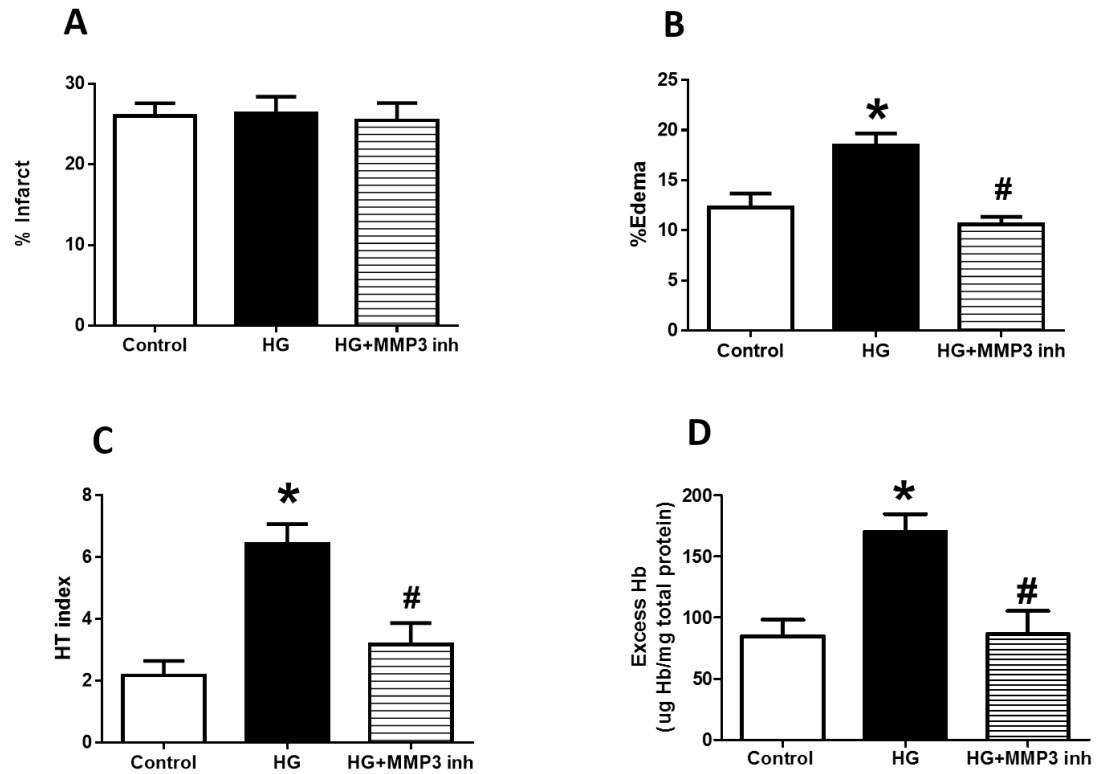 A
% Infarct
30
20
10
0
Control HG HG+MMP3 inh
B
%Edema
25
20
15
10
5
0
*
#
Control HG HG+MMP3 inh
C
HT index
8
6
4
2
0
*
#
Control HG HG+MMP3 inh
D
Excess Hb
(ug Hb/mg total protein)
200
150
100
50
0
*
#
Control HG HG+MMP3 inh